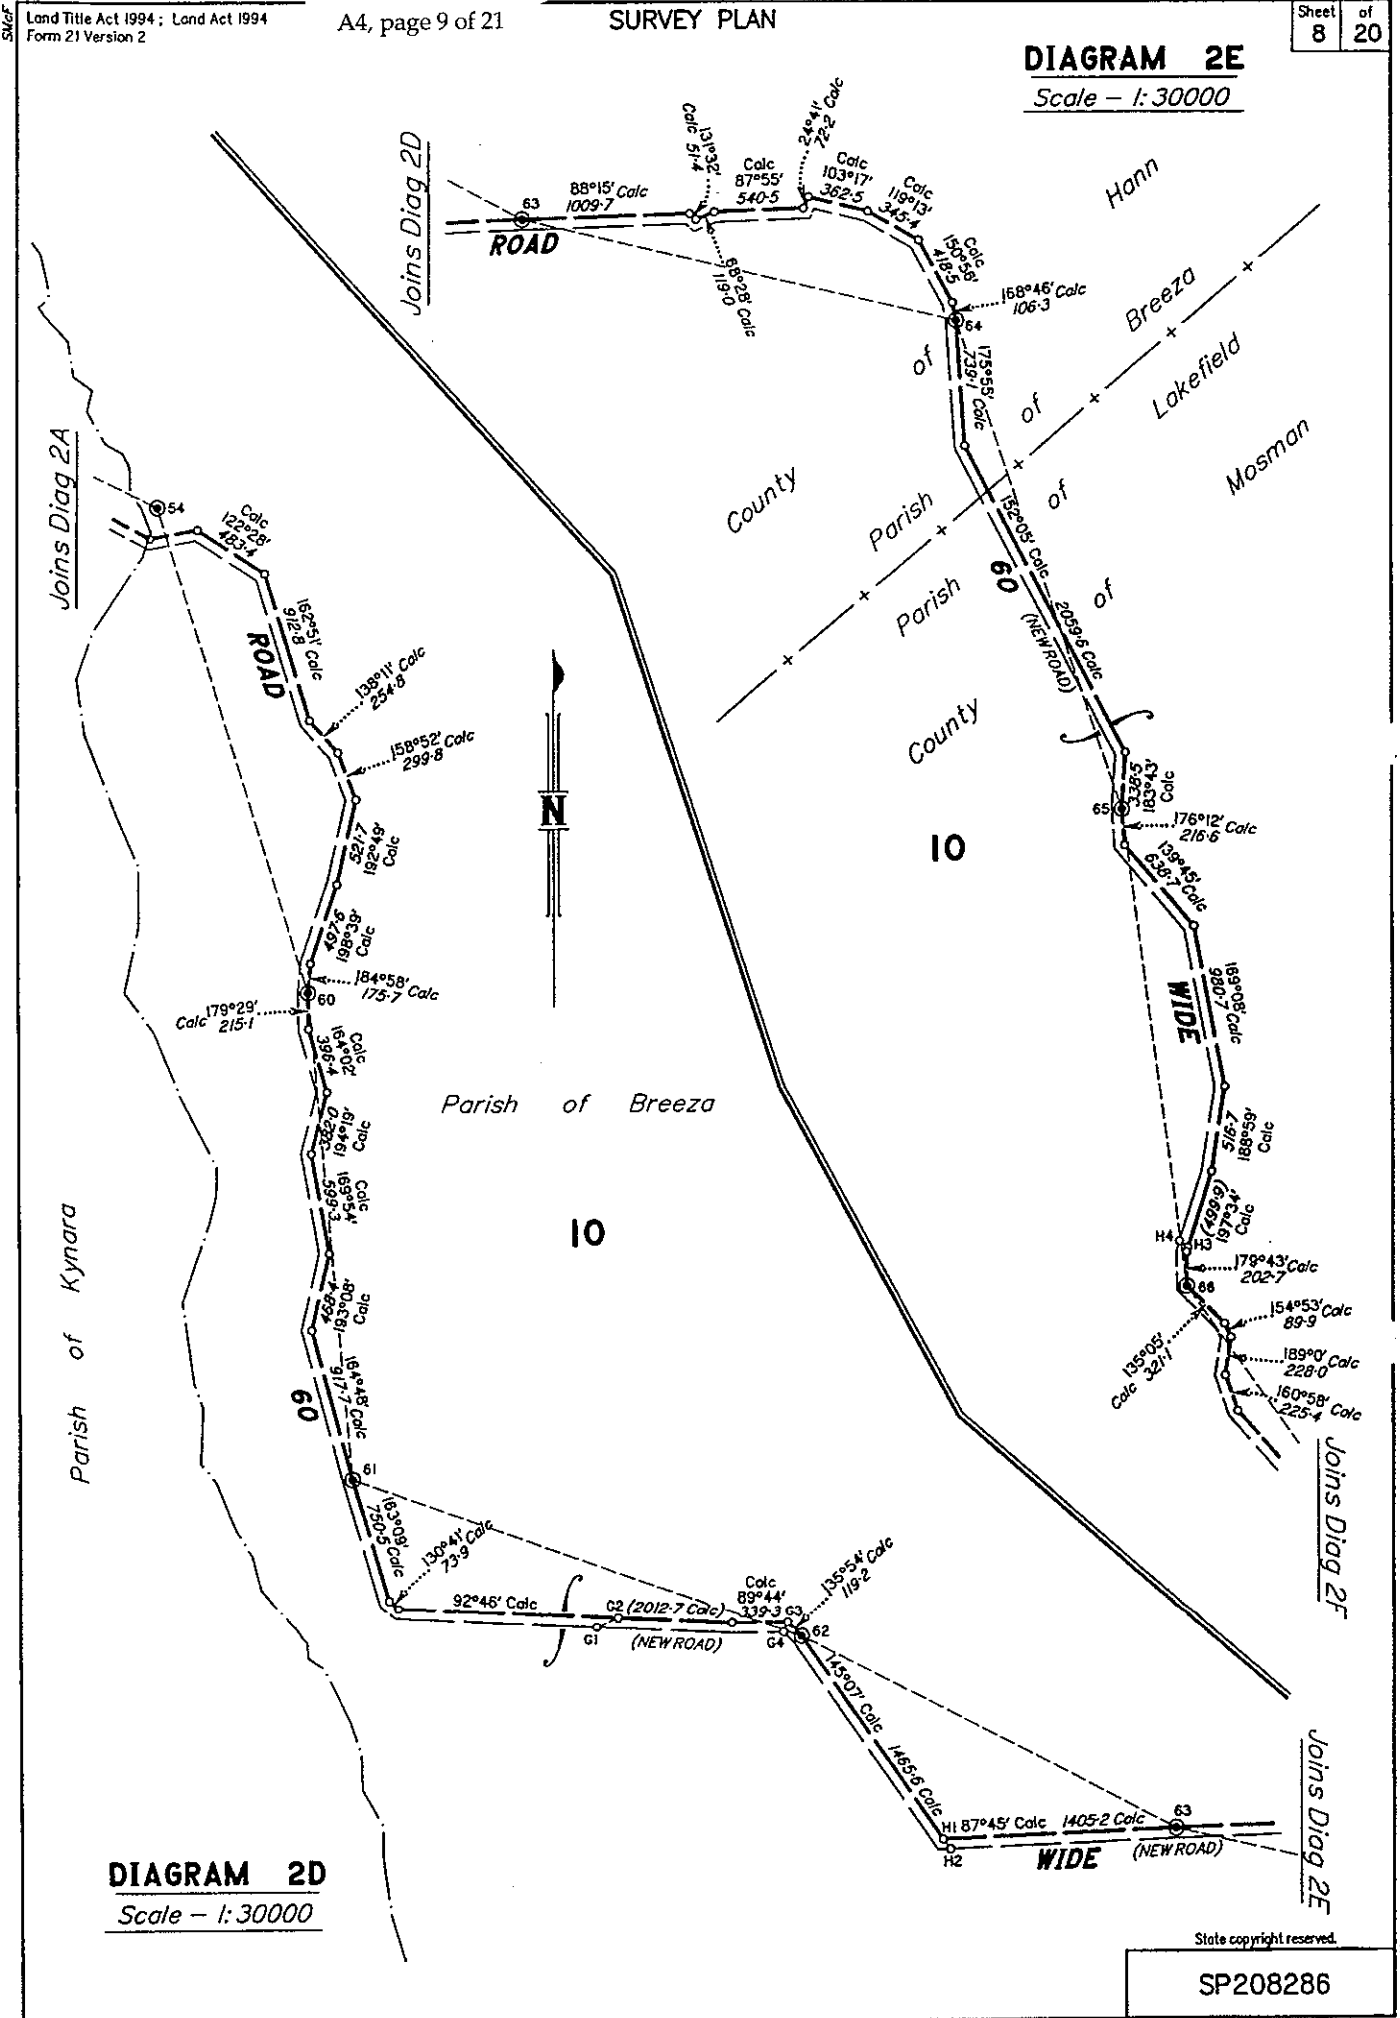 SMcF
Land Title Act 1994 ; Land Act 1994
Form 21 Version 2
A4, page 9 of 21
SURVEY PLAN
Sheet
8
of
20
DIAGRAM 2E
Scale – 1:30000
Joins Diag 2D
63
88°15' Calc
1009·7
ROAD
131°32'
Calc 51·4
68°28' Calc
119·0
Calc
87°55'
540·5
24°41' Calc
72·2
Calc
103°17'
362·5
Calc
119°13'
345·4
Calc
150°56'
418·5
168°46' Calc
106·3
64
175°55'
739·1 Calc
Hann
Breeza
Lakefield
Mosman
of
of
of
of
County
Parish
Parish
County
152°05' Calc
2059·6 Calc
60
(NEW ROAD)
338·5
183°43'
Calc
65
176°12' Calc
216·6
139°45'
638·7 Calc
10
169°08'
980·7 Calc
WIDE
516·7
188°59'
Calc
(499·9)
197°34'
Calc
H4
H3
179°43' Calc
202·7
66
135°05'
Calc 321·1
154°53' Calc
89·9
189°0' Calc
228·0
160°58' Calc
225·4
Joins Diag 2F
Joins Diag 2A
54
Calc
122°28'
483·4
162°51' Calc
912·8
ROAD
138°11' Calc
254·8
158°52' Calc
299·8
521·7
192°49'
Calc
497·6
198°39'
Calc
184°58'
175·7 Calc
60
179°29'
Calc 215·1
Calc
164°02'
396·4
382·0
194°19'
Calc
Calc
169°54'
599·3
468·4
193°08'
Calc
164°48'
917·7 Calc
60
61
163°09'
750·5 Calc
130°41' Calc
73·9
N
Parish of Breeza
10
Parish of Kynara
92°46' Calc
G2 (2012·7 Calc)
G1
(NEW ROAD)
Calc
89°44'
339·3
G3
G4
135°54' Calc
119·2
62
145°07' Calc
1465·6 Calc
H1 87°45' Calc 1405·2 Calc
63
H2
WIDE
(NEW ROAD)
Joins Diag 2E
DIAGRAM 2D
Scale – 1:30000
State copyright reserved.
SP208286